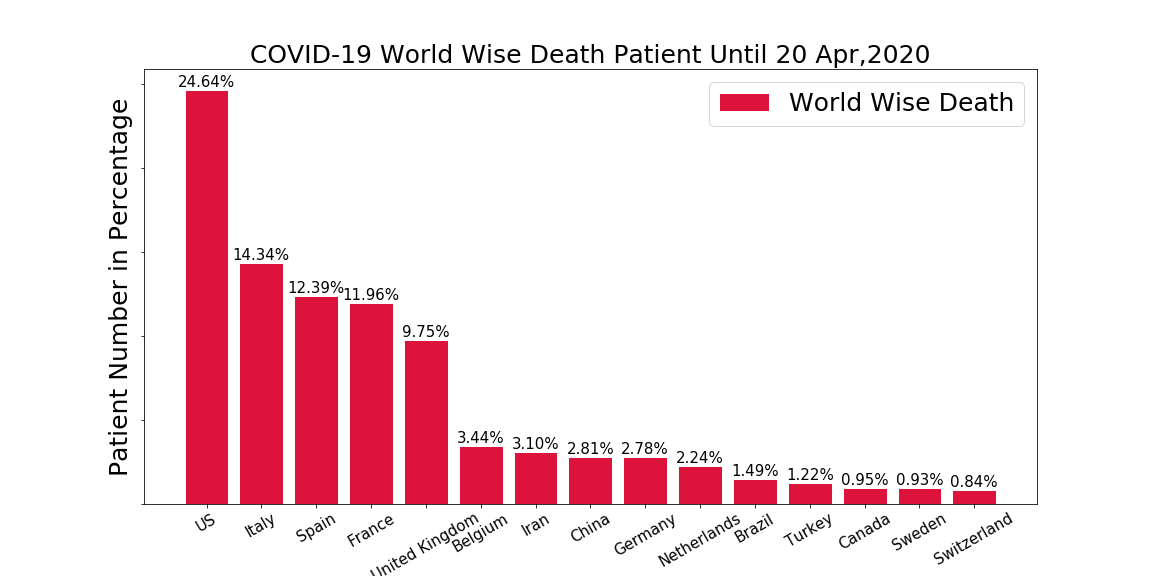 COVID-19 World Wise Death Patient Until 20 Apr,2020
World Wise Death
Patient Number in Percentage
24.64%
14.34%
12.39%
11.96%
9.75%
3.44%
3.10%
2.81%
2.78%
2.24%
1.49%
1.22%
0.95%
0.93%
0.84%
US
Italy
Spain
France
United Kingdom
Belgium
Iran
China
Germany
Netherlands
Brazil
Turkey
Canada
Sweden
Switzerland